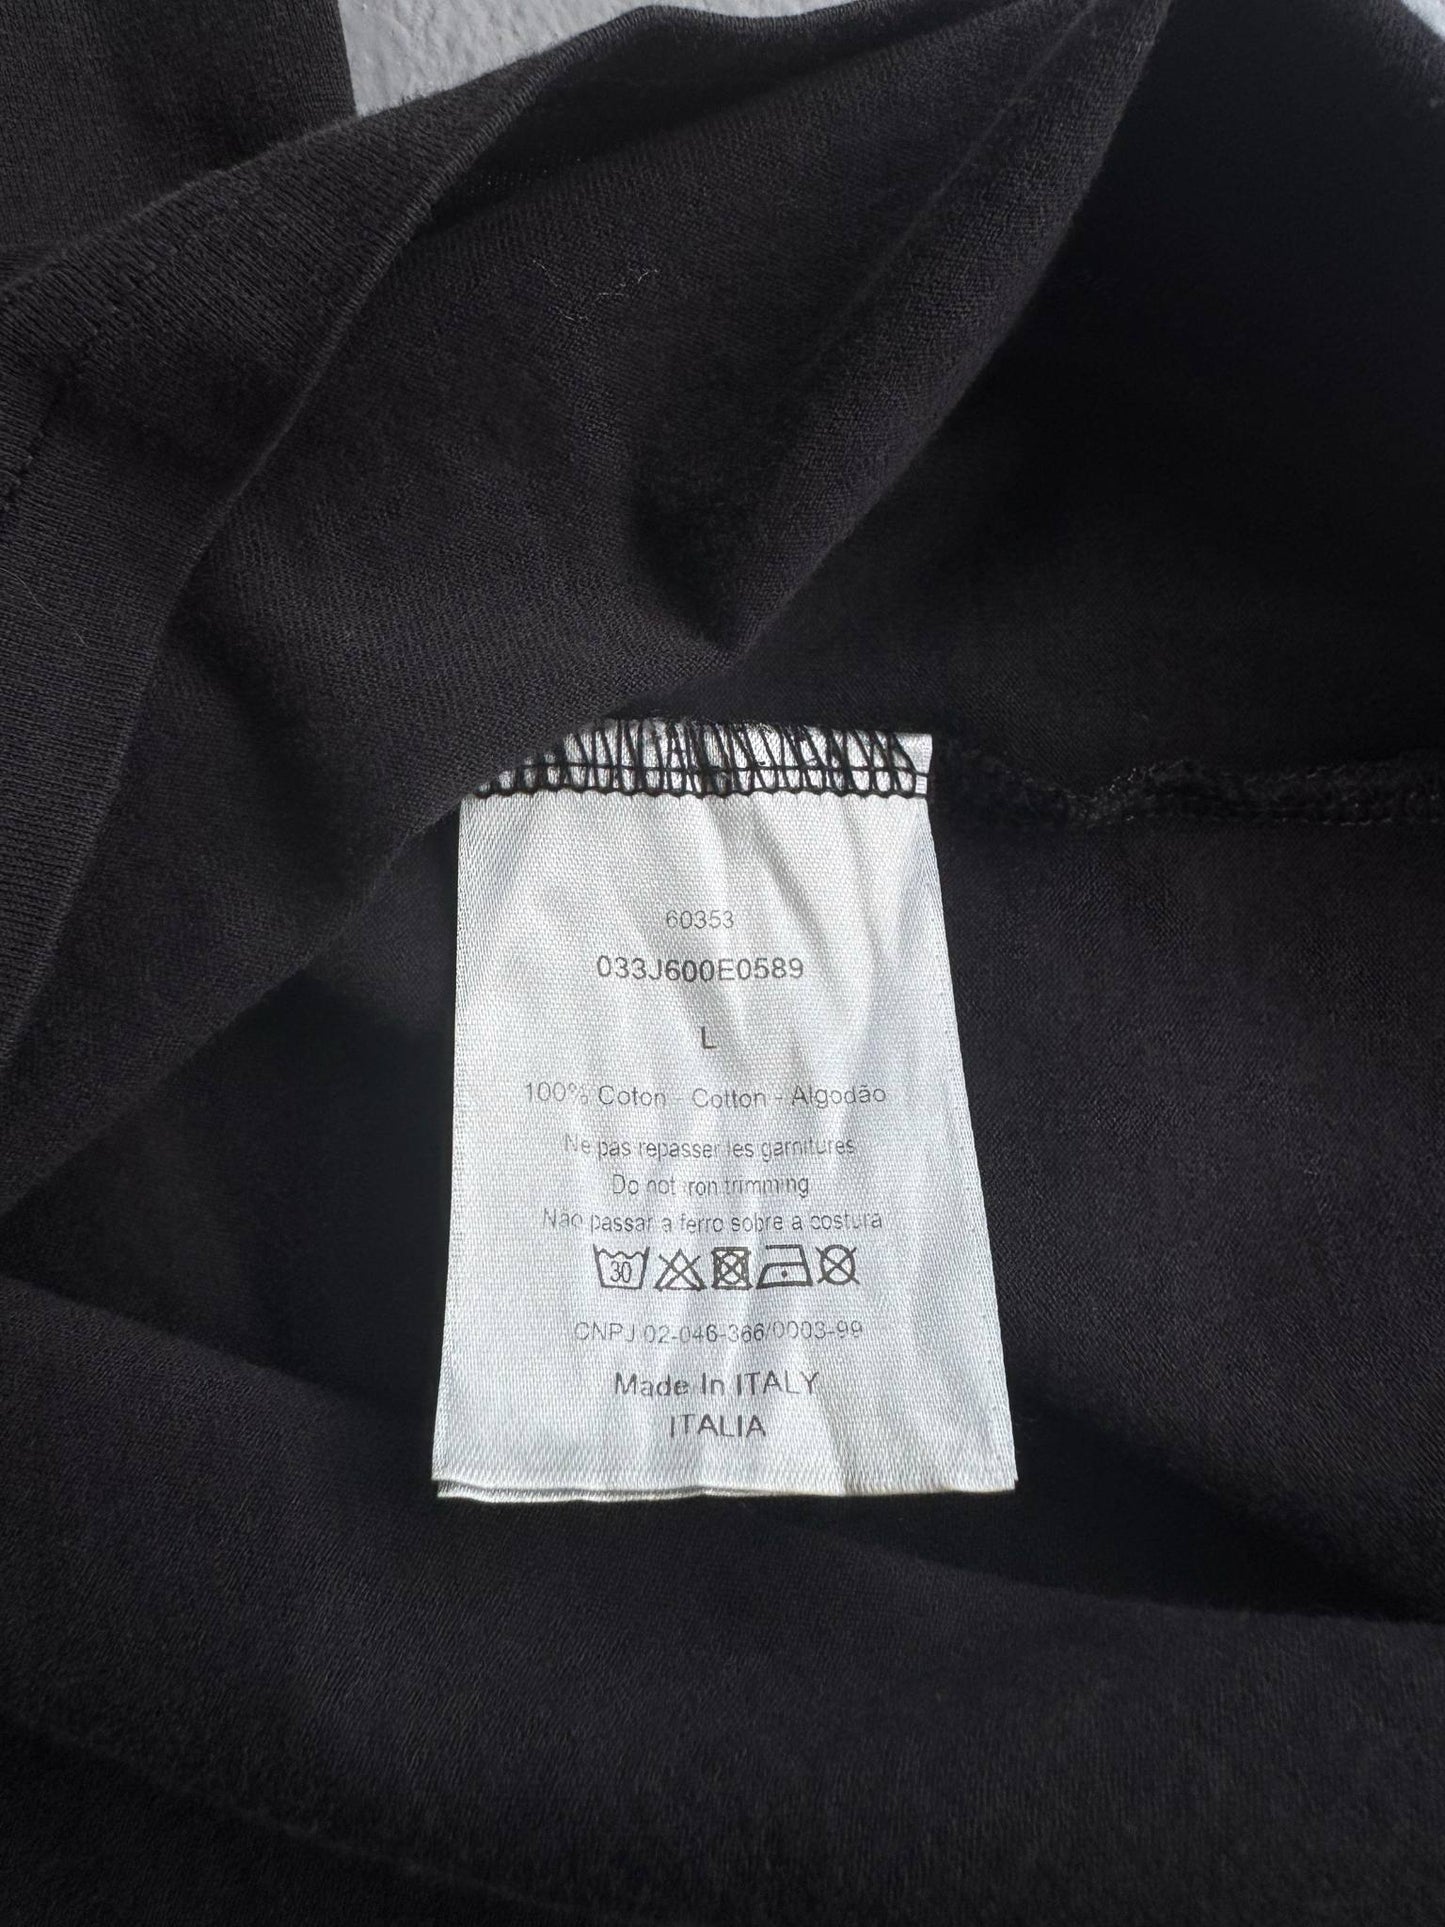 60353
033J600E0589
L
100% Coton - Cotton - Algodão
Ne pas repasser les garnitures
Do not iron trimming
Não passar a ferro sobre a costura
30
CNPJ 02-046-366/0003-99
Made In ITALY
ITALIA